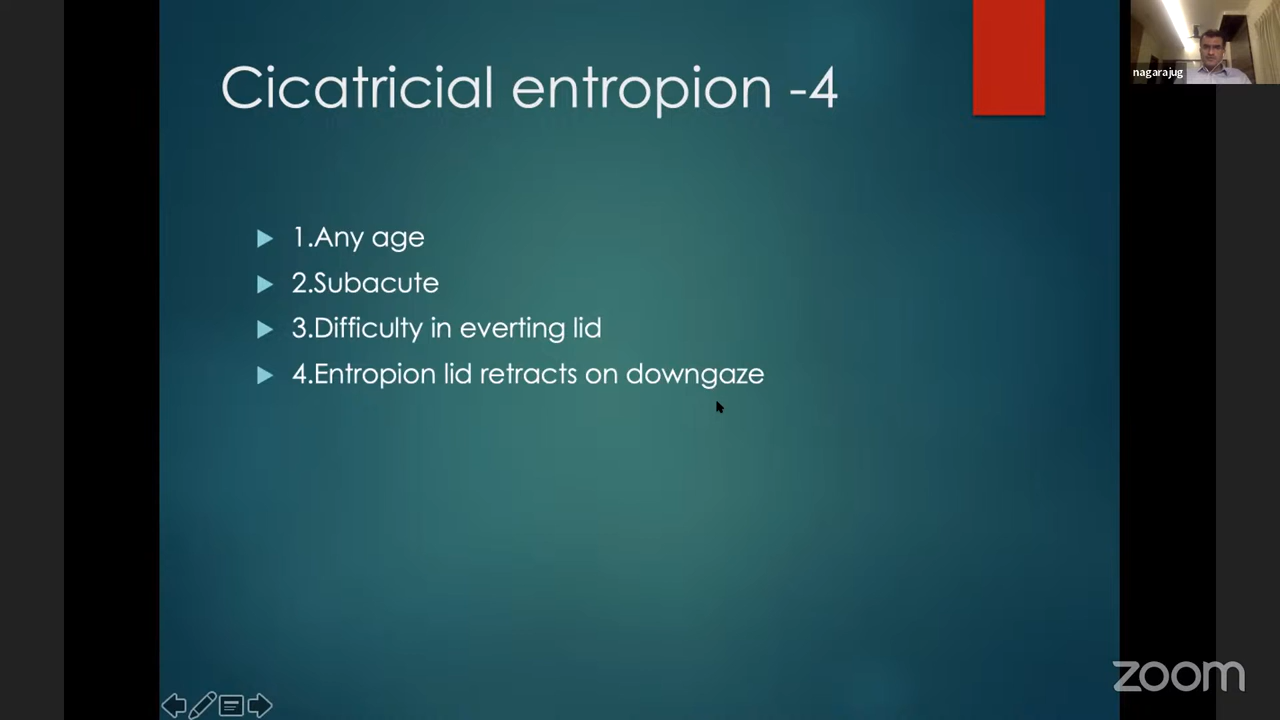 Cicatricial entropion -4
nagarajug
1.Any age
2.Subacute
3.Difficulty in everting lid
4.Entropion lid retracts on downgaze
zoom